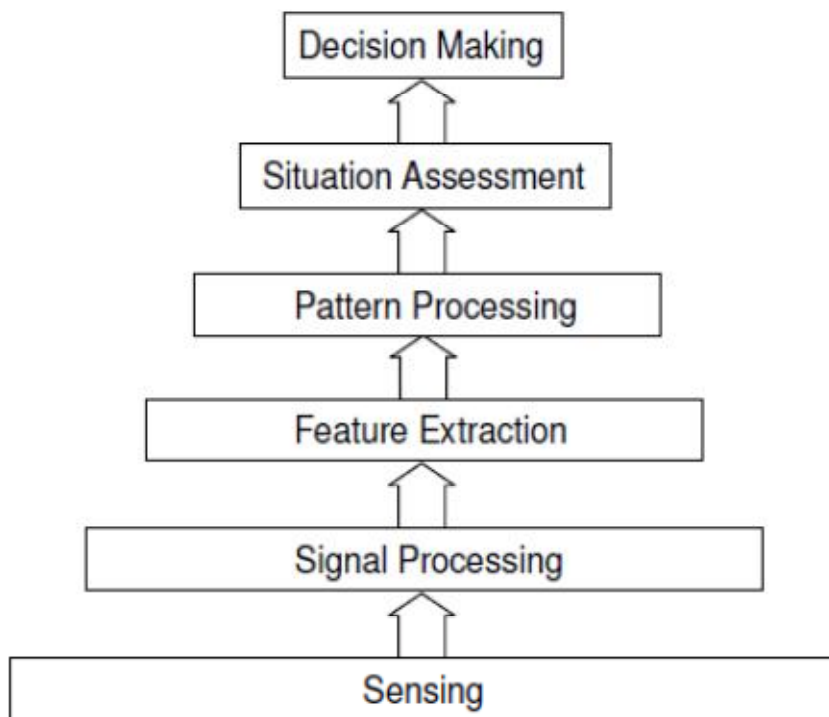 Decision Making
Situation Assessment
Pattern Processing
Feature Extraction
Signal Processing
Sensing